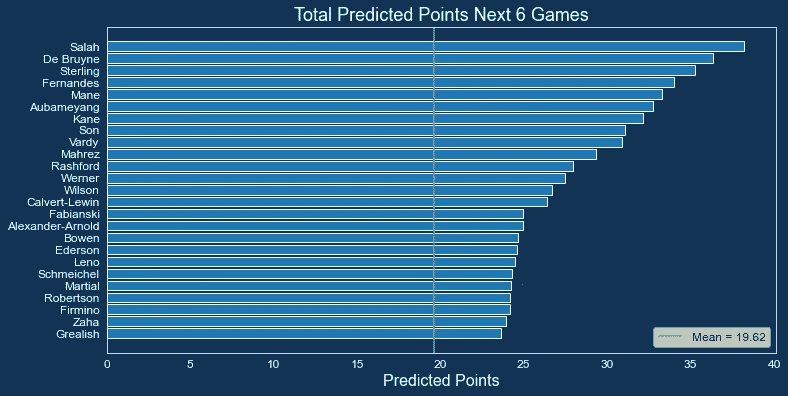 Total Predicted Points Next 6 Games
Salah
De Bruyne
Sterling
Fernandes
Mane
Aubameyang
Kane
Son
Vardy
Mahrez
Rashford
Werner
Wilson
Calvert-Lewin
Fabianski
Alexander-Arnold
Bowen
Ederson
Leno
Schmeichel
Martial
Robertson
Firmino
Zaha
Grealish
Mean = 19.62
0 5 10 15 20 25 30 35 40
Predicted Points